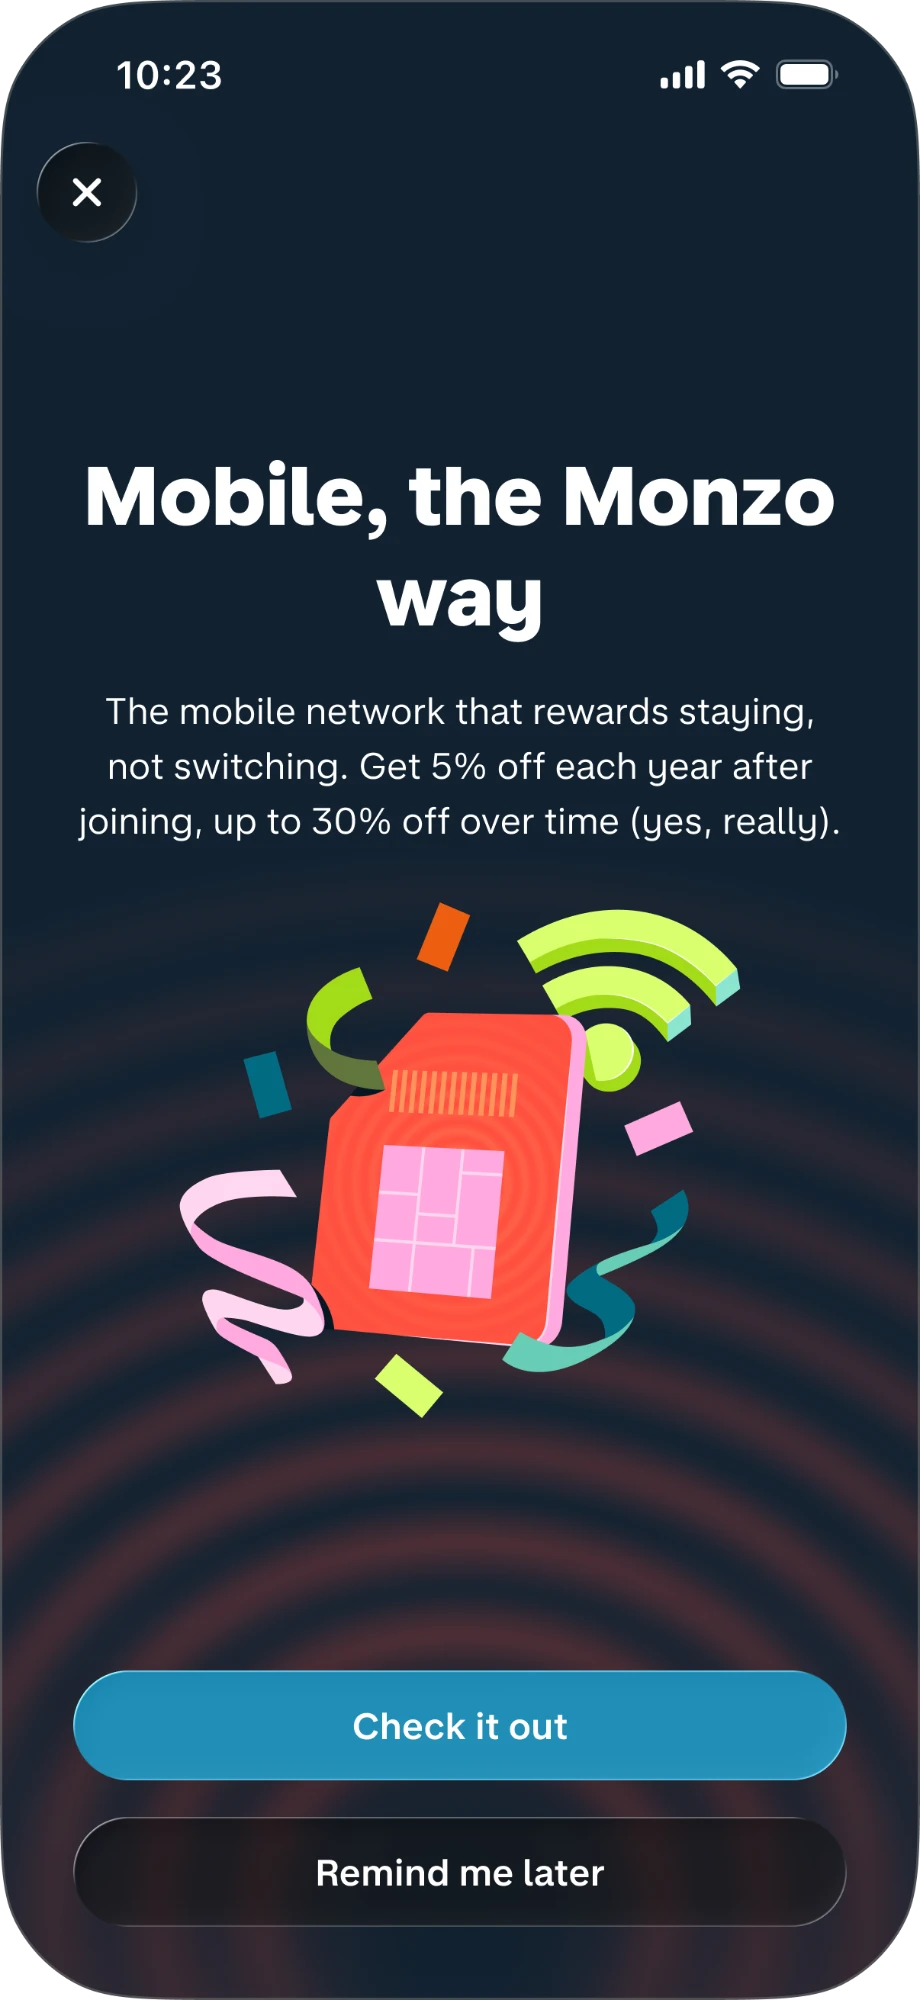 10:23
Mobile, the Monzo
way
The mobile network that rewards staying,
not switching. Get 5% off each year after
joining, up to 30% off over time (yes, really).
Check it out
Remind me later